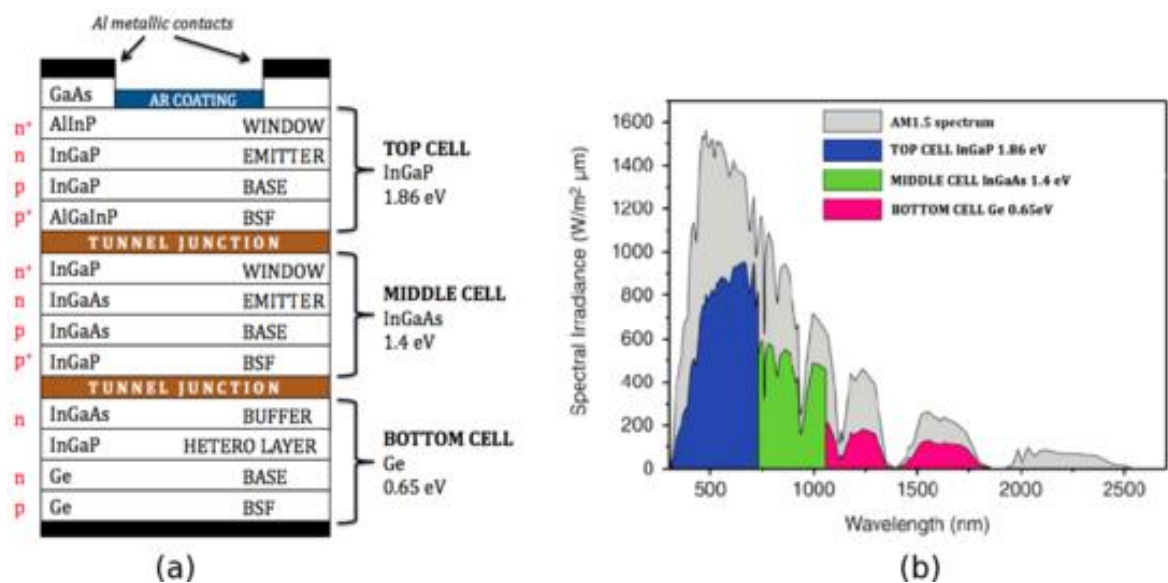 Al metallic contacts
GaAs
AR COATING
n⁺ AlInP WINDOW
n InGaP EMITTER
p InGaP BASE
p⁺ AlGaInP BSF
TOP CELL
InGaP
1.86 eV
TUNNEL JUNCTION
n⁺ InGaP WINDOW
n InGaAs EMITTER
p InGaAs BASE
p⁺ InGaP BSF
MIDDLE CELL
InGaAs
1.4 eV
TUNNEL JUNCTION
n InGaAs BUFFER
InGaP HETERO LAYER
n Ge BASE
p Ge BSF
BOTTOM CELL
Ge
0.65 eV
(a)
Spectral Irradiance (W/m² µm)
1600
1400
1200
1000
800
600
400
200
0
AM1.5 spectrum
TOP CELL InGaP 1.86 eV
MIDDLE CELL InGaAs 1.4 eV
BOTTOM CELL Ge 0.65eV
500 1000 1500 2000 2500
Wavelength (nm)
(b)